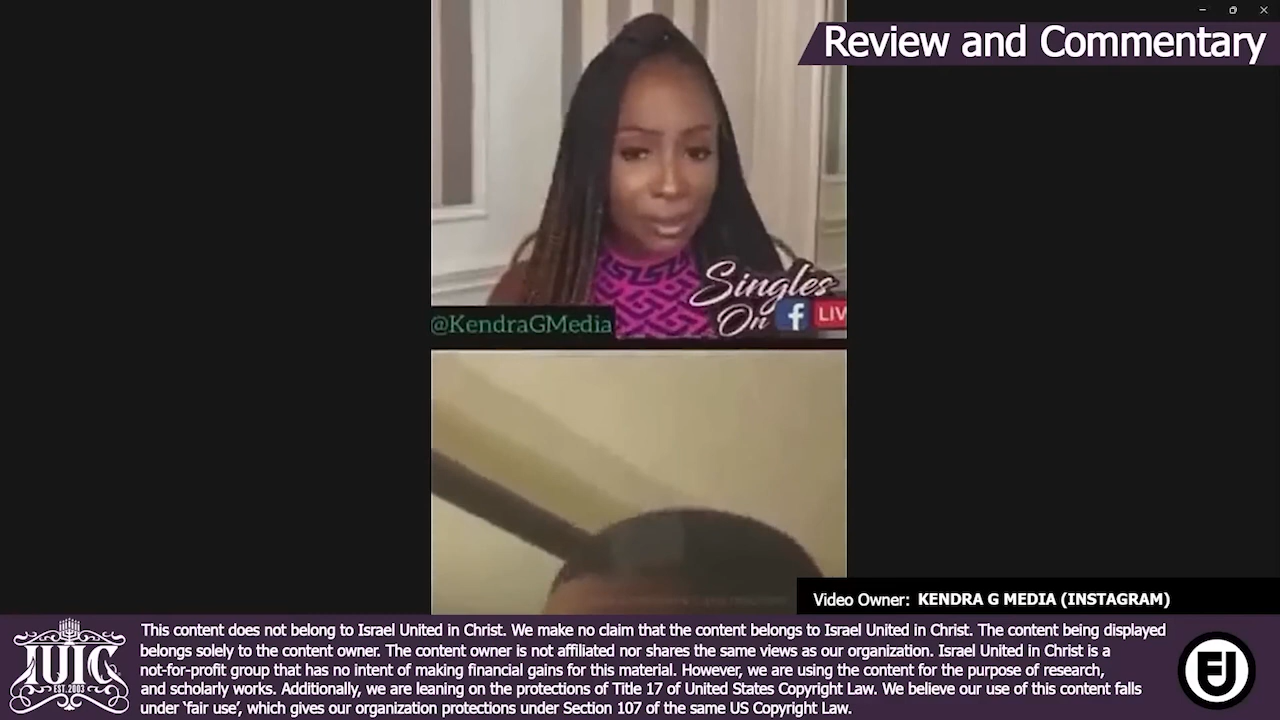 Review and Commentary
Singles
On f LIV
@KendraGMedia
Video Owner: KENDRA G MEDIA (INSTAGRAM)
This content does not belong to Israel United in Christ. We make no claim that the content belongs to Israel United in Christ. The content being displayed
belongs solely to the content owner. The content owner is not affiliated nor shares the same views as our organization. Israel United in Christ is a
not-for-profit group that has no intent of making financial gains for this material. However, we are using the content for the purpose of research,
and scholarly works. Additionally, we are leaning on the protections of Title 17 of United States Copyright Law. We believe our use of this content falls
under 'fair use', which gives our organization protections under Section 107 of the same US Copyright Law.
IUIC
EST. 2003